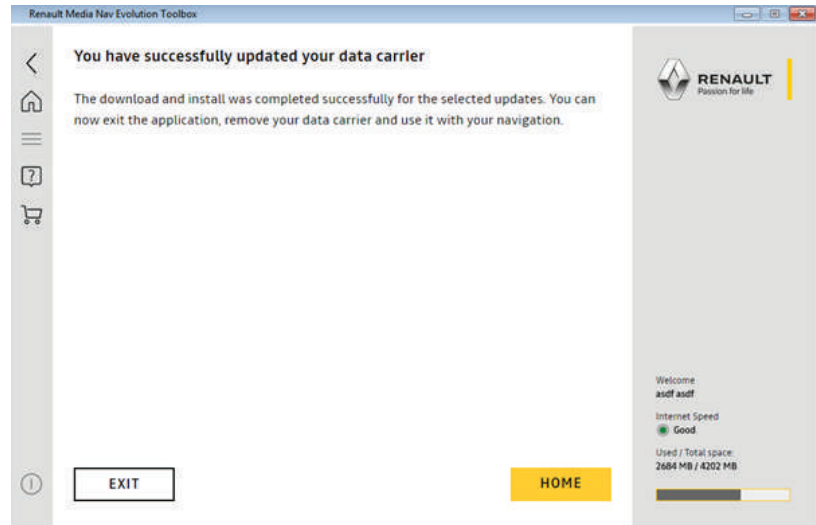 Renault Media Nav Evolution Toolbox
You have successfully updated your data carrier
The download and install was completed successfully for the selected updates. You can
now exit the application, remove your data carrier and use it with your navigation.
RENAULT
Passion for life
Welcome
asdf asdf
Internet Speed
Good
Used / Total space:
2684 MB / 4202 MB
EXIT
HOME